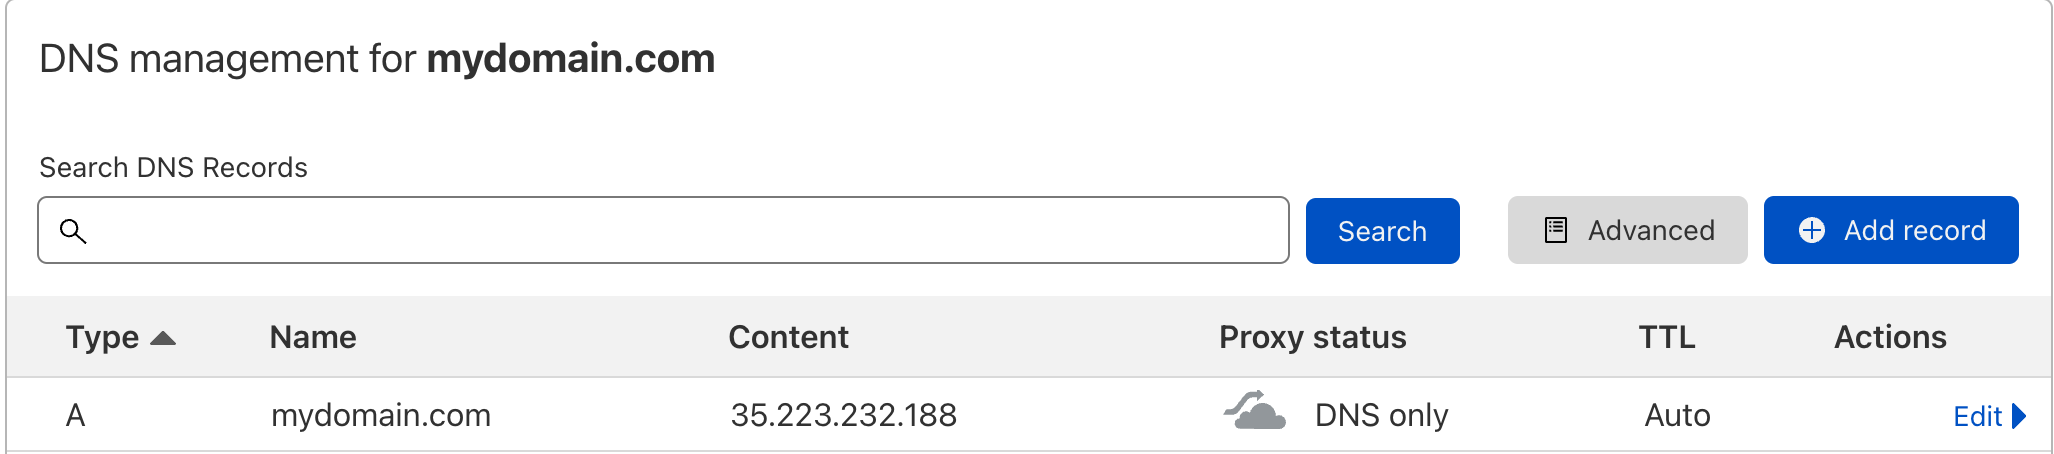 DNS management for mydomain.com
Search DNS Records
Search Advanced Add record
Type Name Content Proxy status TTL Actions
A mydomain.com 35.223.232.188 DNS only Auto Edit